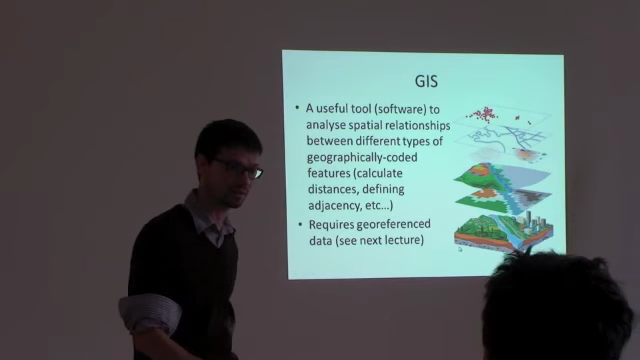 GIS
• A useful tool (software) to
analyse spatial relationships
between different types of
geographically-coded
features (calculate
distances, defining
adjacency, etc...)
• Requires georeferenced
data (see next lecture)